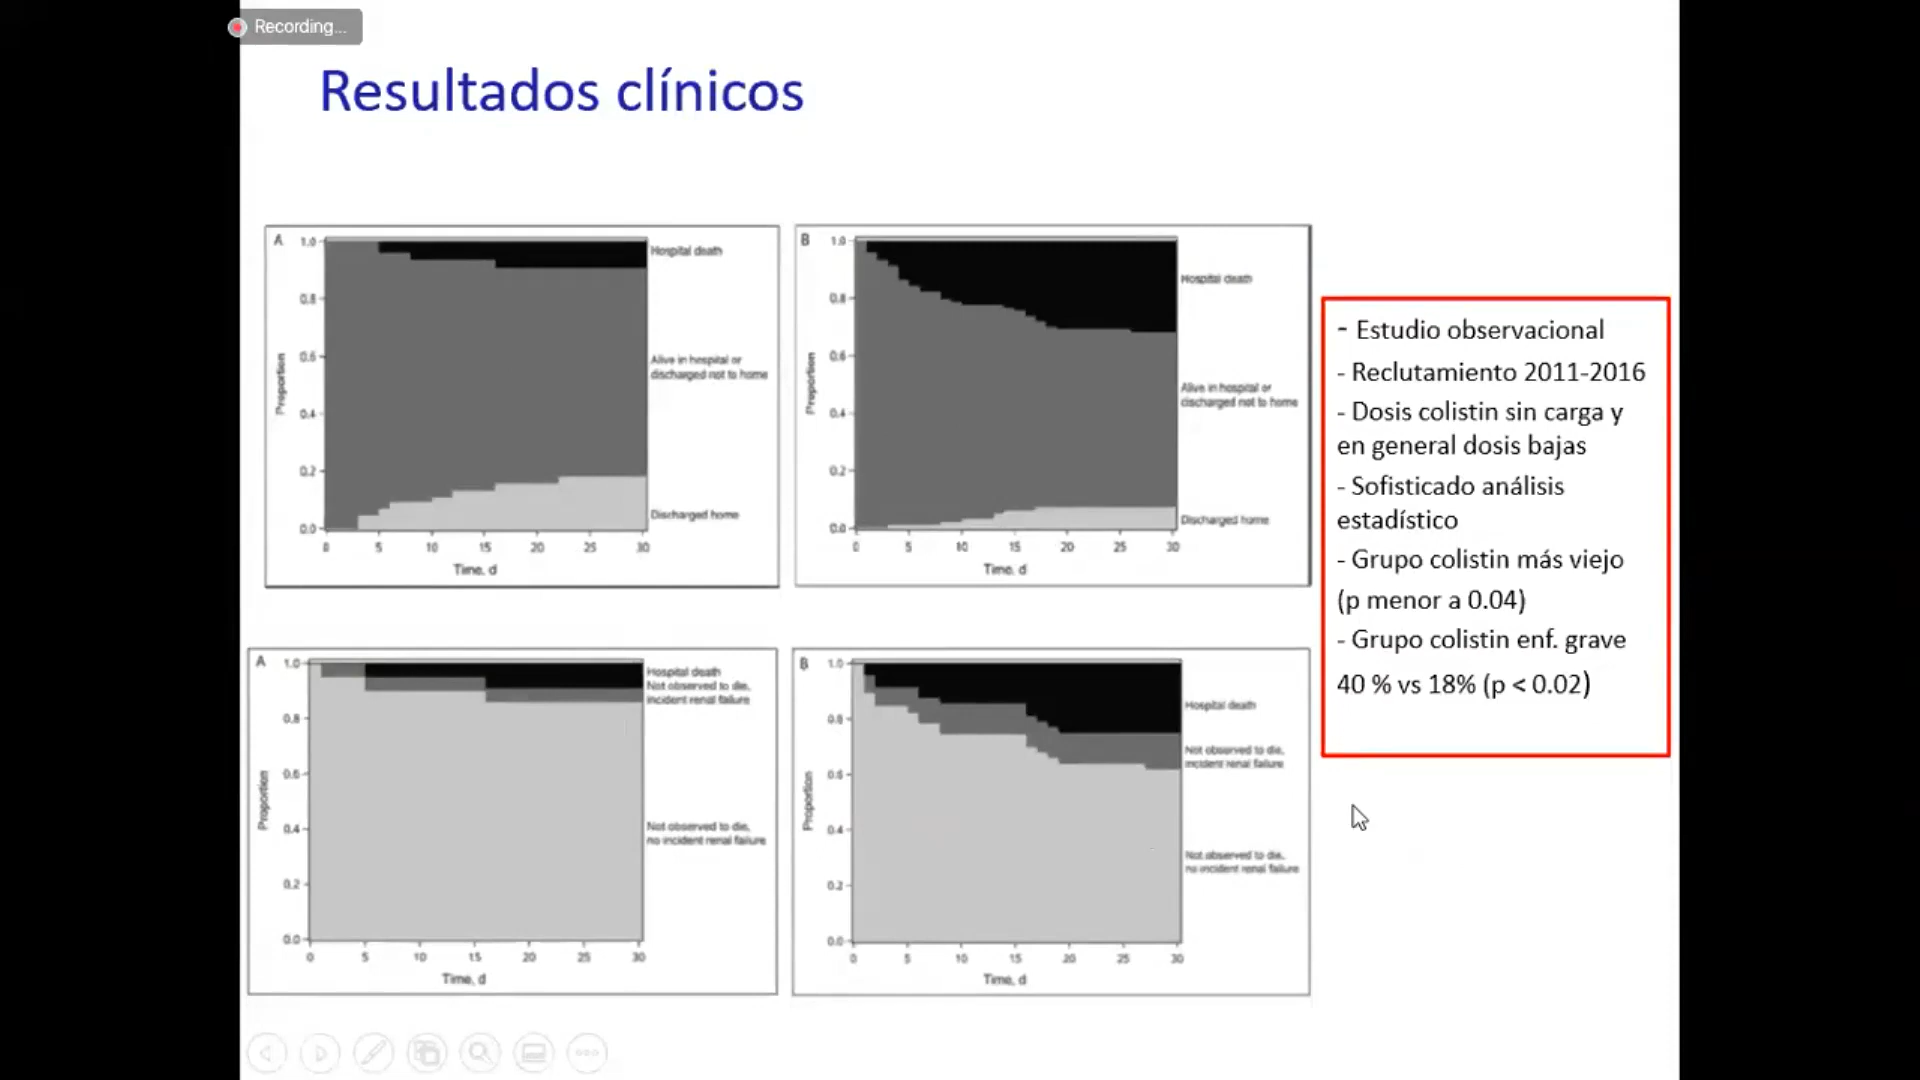 Recording...
Resultados clínicos
A
1.0
0.8
0.6
0.4
0.2
0.0
Proportion
0 5 10 15 20 25 30
Time, d
Hospital death
Alive in hospital or
discharged not to home
Discharged home
B
1.0
0.8
0.6
0.4
0.2
0.0
Proportion
0 5 10 15 20 25 30
Time, d
Hospital death
Alive in hospital or
discharged not to home
Discharged home
A
1.0
0.8
0.6
0.4
0.2
0.0
Proportion
0 5 10 15 20 25 30
Time, d
Hospital death
Not observed to die,
incident renal failure
Not observed to die,
no incident renal failure
B
1.0
0.8
0.6
0.4
0.2
0.0
Proportion
0 5 10 15 20 25 30
Time, d
Hospital death
Not observed to die,
incident renal failure
Not observed to die,
no incident renal failure
- Estudio observacional
- Reclutamiento 2011-2016
- Dosis colistin sin carga y
en general dosis bajas
- Sofisticado análisis
estadístico
- Grupo colistin más viejo
(p menor a 0.04)
- Grupo colistin enf. grave
40 % vs 18% (p < 0.02)